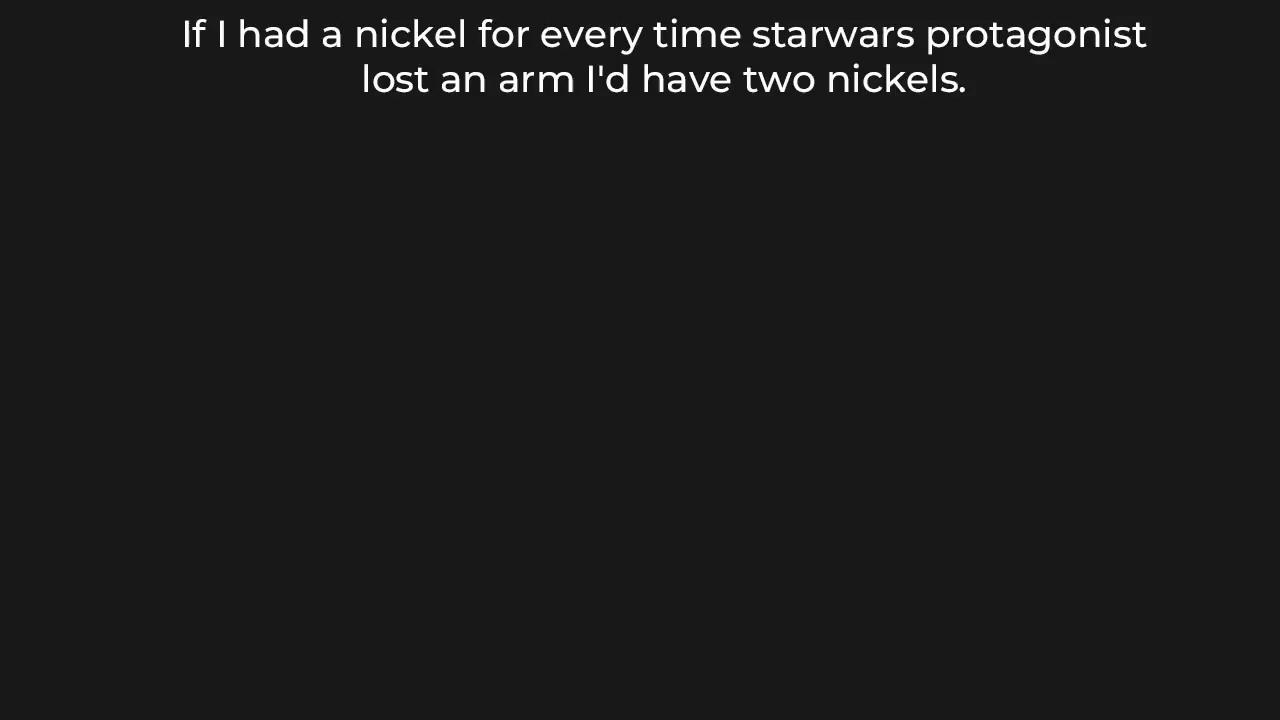 If I had a nickel for every time starwars protagonist
lost an arm I'd have two nickels.